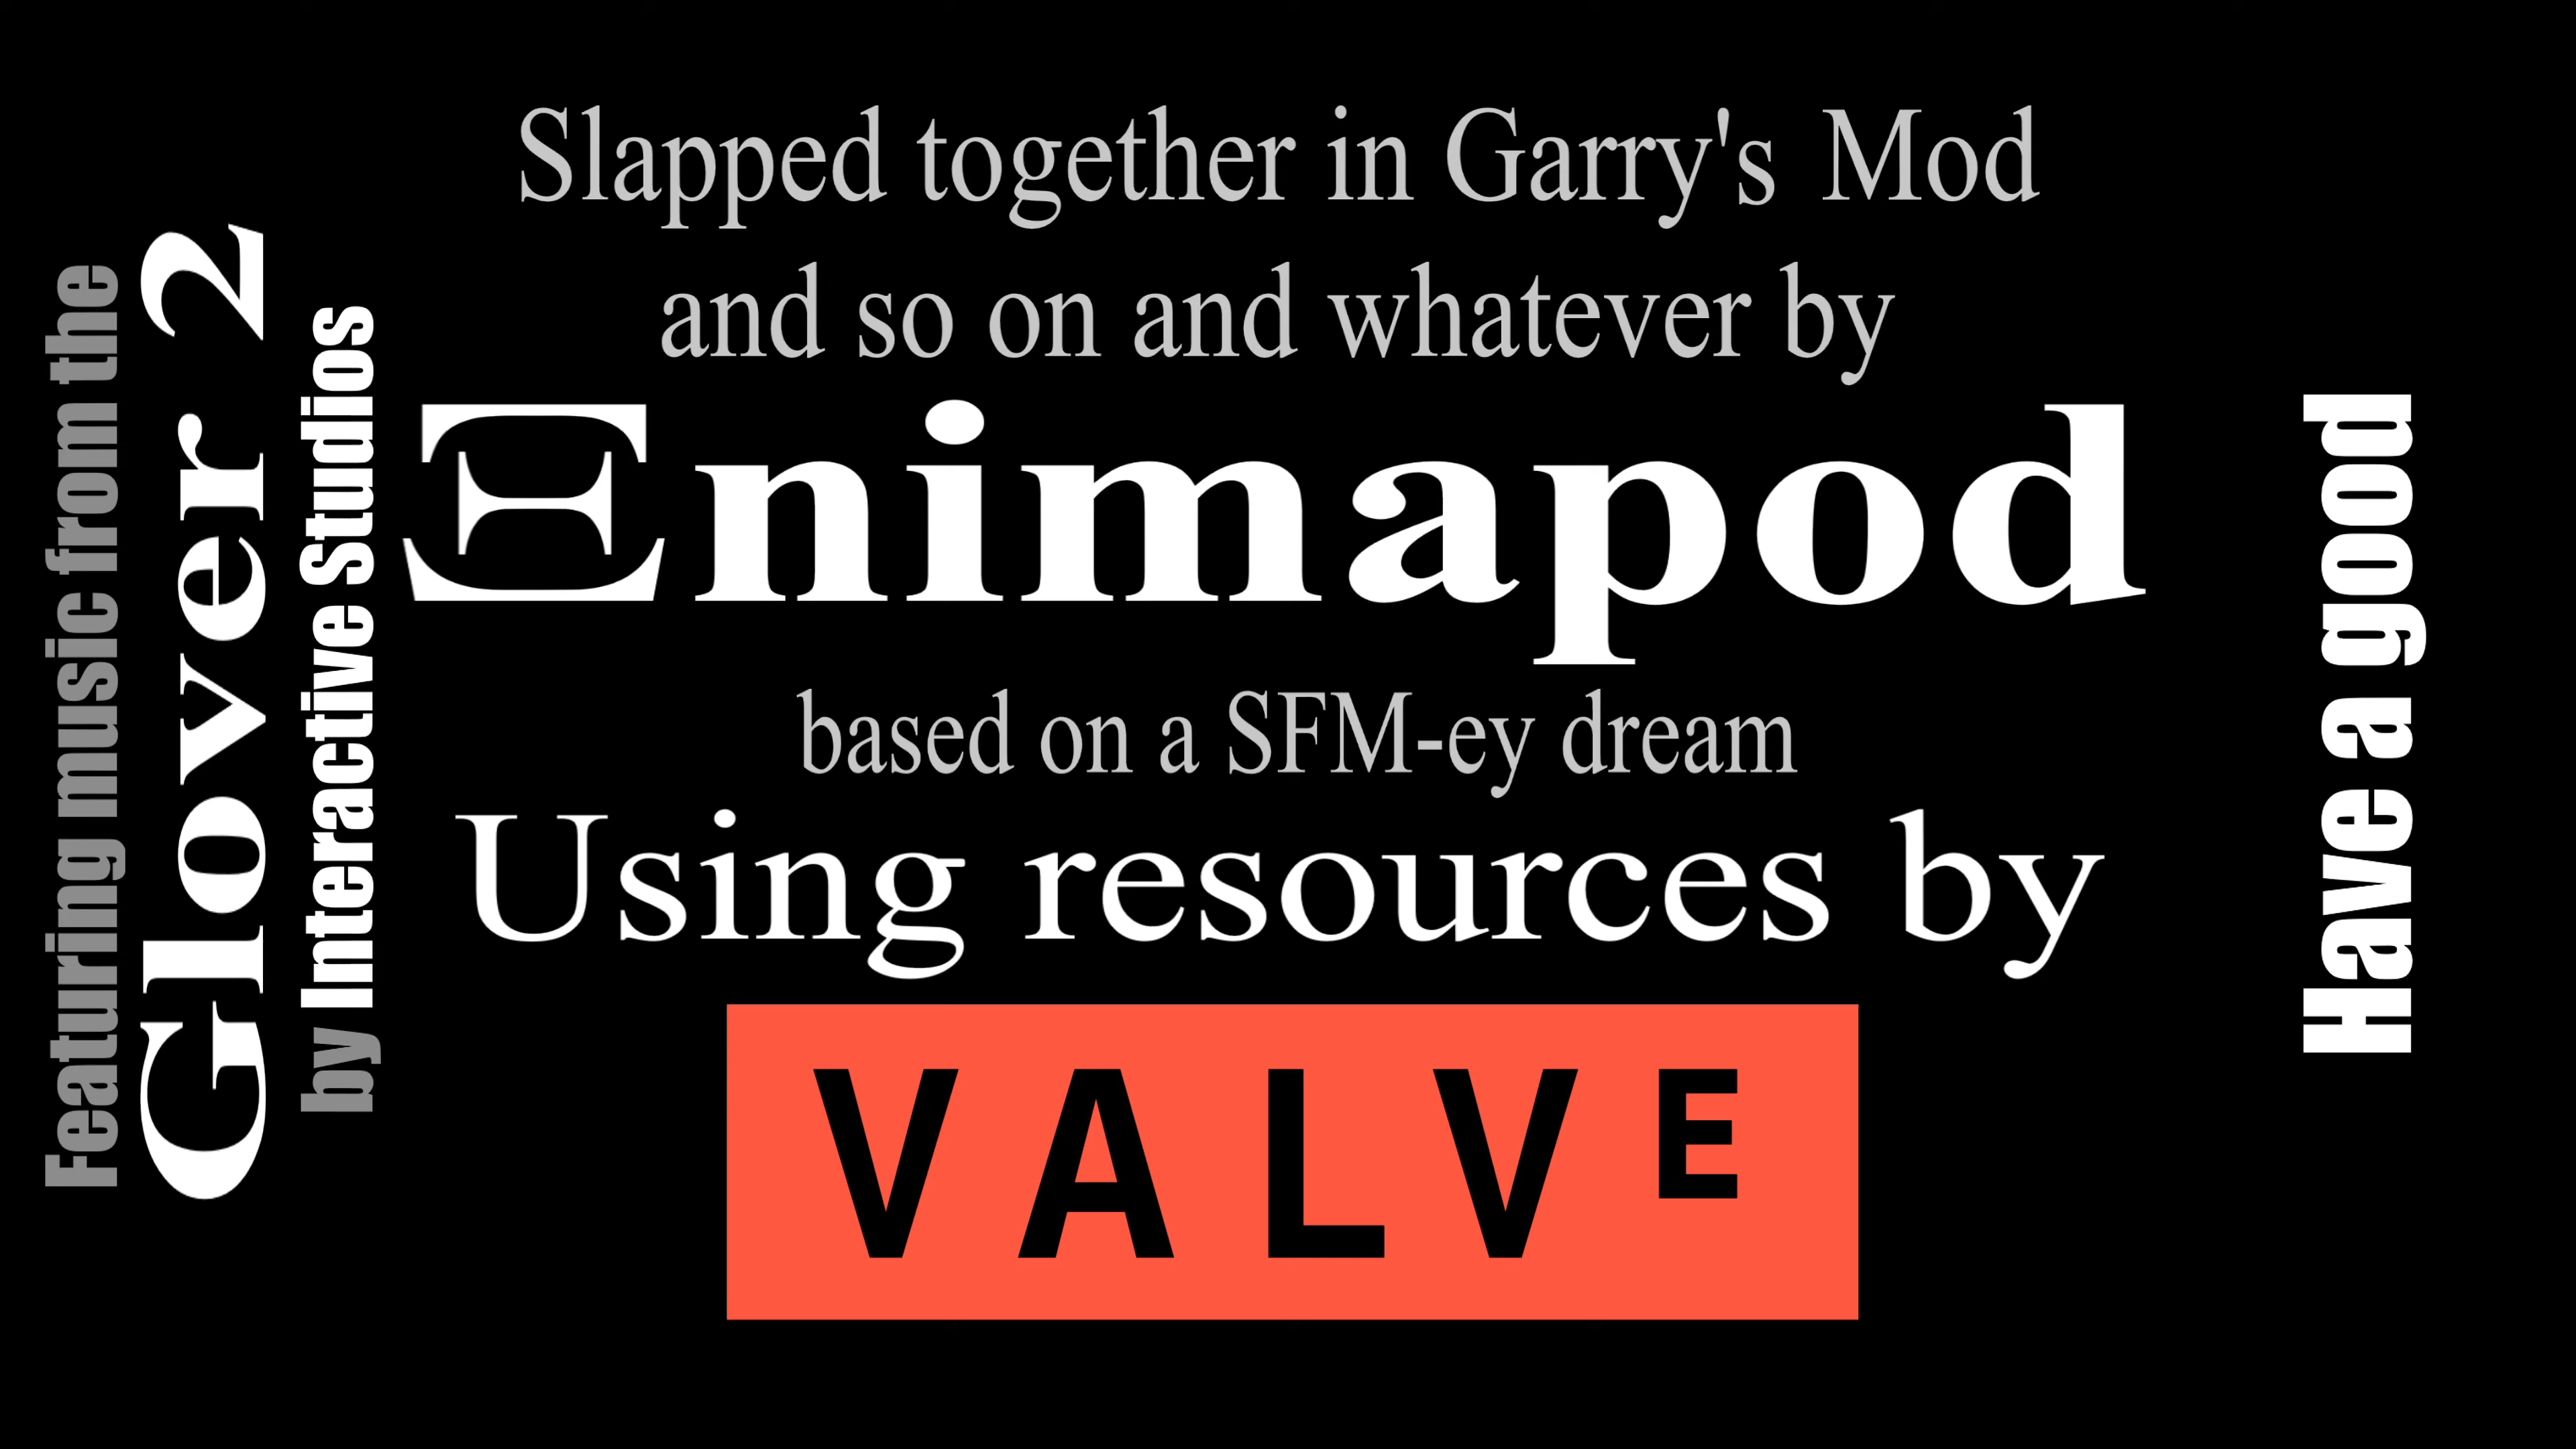 Featuring music from the
Glover 2
by Interactive Studios
Slapped together in Garry's Mod
and so on and whatever by
Ξnimapod
based on a SFM-ey dream
Using resources by
VALVE
Have a good